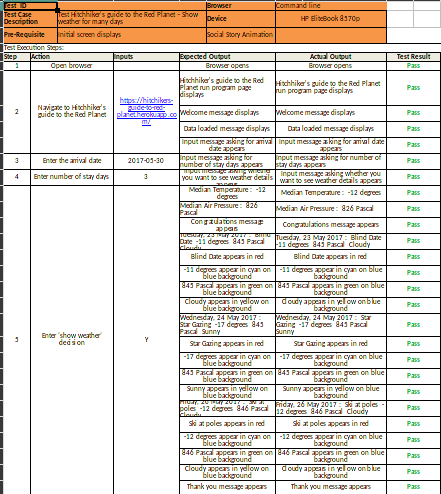 Test_ID Browser Command line
Test Case Description Test Hitchhiker's guide to the Red Planet – Show weather for many days Device HP EliteBook 8570p
Pre-Requisite Initial screen displays Social Story Animation
Test Execution Steps:
Step Action Inputs Expected Output Actual Output Test Result
1 Open browser Browser opens Browser opens Pass
2 Navigate to Hitchhiker's guide to the Red Planet https://hitchikers-guide-to-red-planet.herokuapp.com/ Hitchhiker's guide to the Red Planet run program page displays Hitchhiker's guide to the Red Planet run program page displays Pass
Welcome message displays Welcome message displays Pass
Data loaded message displays Data loaded message displays Pass
Input message asking for arrival date appears Input message asking for arrival date appears Pass
3 Enter the arrival date 2017-05-30 Input message asking for number of stay days appears Input message asking for number of stay days appears Pass
4 Enter number of stay days 3 Input message asking whether you want to see weather details appears Input message asking whether you want to see weather details appears Pass
5 Enter 'show weather' decision Y Median Temperature : -12 degrees Median Temperature : -12 degrees Pass
Median Air Pressure : 826 Pascal Median Air Pressure : 826 Pascal Pass
Congratulations message appears Congratulations message appears Pass
Tuesday, 23 May 2017 : Blind Date -11 degrees 845 Pascal Cloudy Tuesday, 23 May 2017 : Blind Date -11 degrees 845 Pascal Cloudy Pass
Blind Date appears in red Blind Date appears in red Pass
-11 degrees appear in cyan on blue background -11 degrees appear in cyan on blue background Pass
845 Pascal appears in green on blue background 845 Pascal appears in green on blue background Pass
Cloudy appears in yellow on blue background Cloudy appears in yellow on blue background Pass
Wednesday, 24 May 2017 : Star Gazing -17 degrees 845 Pascal Sunny Wednesday, 24 May 2017 : Star Gazing -17 degrees 845 Pascal Sunny Pass
Star Gazing appears in red Star Gazing appears in red Pass
-17 degrees appear in cyan on blue background -17 degrees appear in cyan on blue background Pass
845 Pascal appears in green on blue background 845 Pascal appears in green on blue background Pass
Sunny appears in yellow on blue background Sunny appears in yellow on blue background Pass
Friday, 26 May 2017 : Ski at poles -12 degrees 846 Pascal Cloudy Friday, 26 May 2017 : Ski at poles -12 degrees 846 Pascal Cloudy Pass
Ski at poles appears in red Ski at poles appears in red Pass
-12 degrees appear in cyan on blue background -12 degrees appear in cyan on blue background Pass
846 Pascal appears in green on blue background 846 Pascal appears in green on blue background Pass
Cloudy appears in yellow on blue background Cloudy appears in yellow on blue background Pass
Thank you message appears Thank you message appears Pass